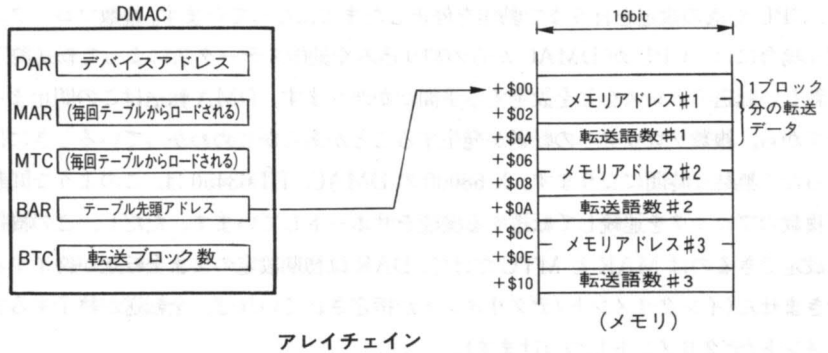 DMAC
DAR デバイスアドレス
MAR (毎回テーブルからロードされる)
MTC (毎回テーブルからロードされる)
BAR テーブル先頭アドレス
BTC 転送ブロック数
16bit
+$00
メモリアドレス#1
+$02
+$04 転送語数#1
+$06
メモリアドレス#2
+$08
+$0A 転送語数#2
+$0C
メモリアドレス#3
+$0E
+$10 転送語数#3
1ブロック
分の転送
データ
(メモリ)
アレイチェイン